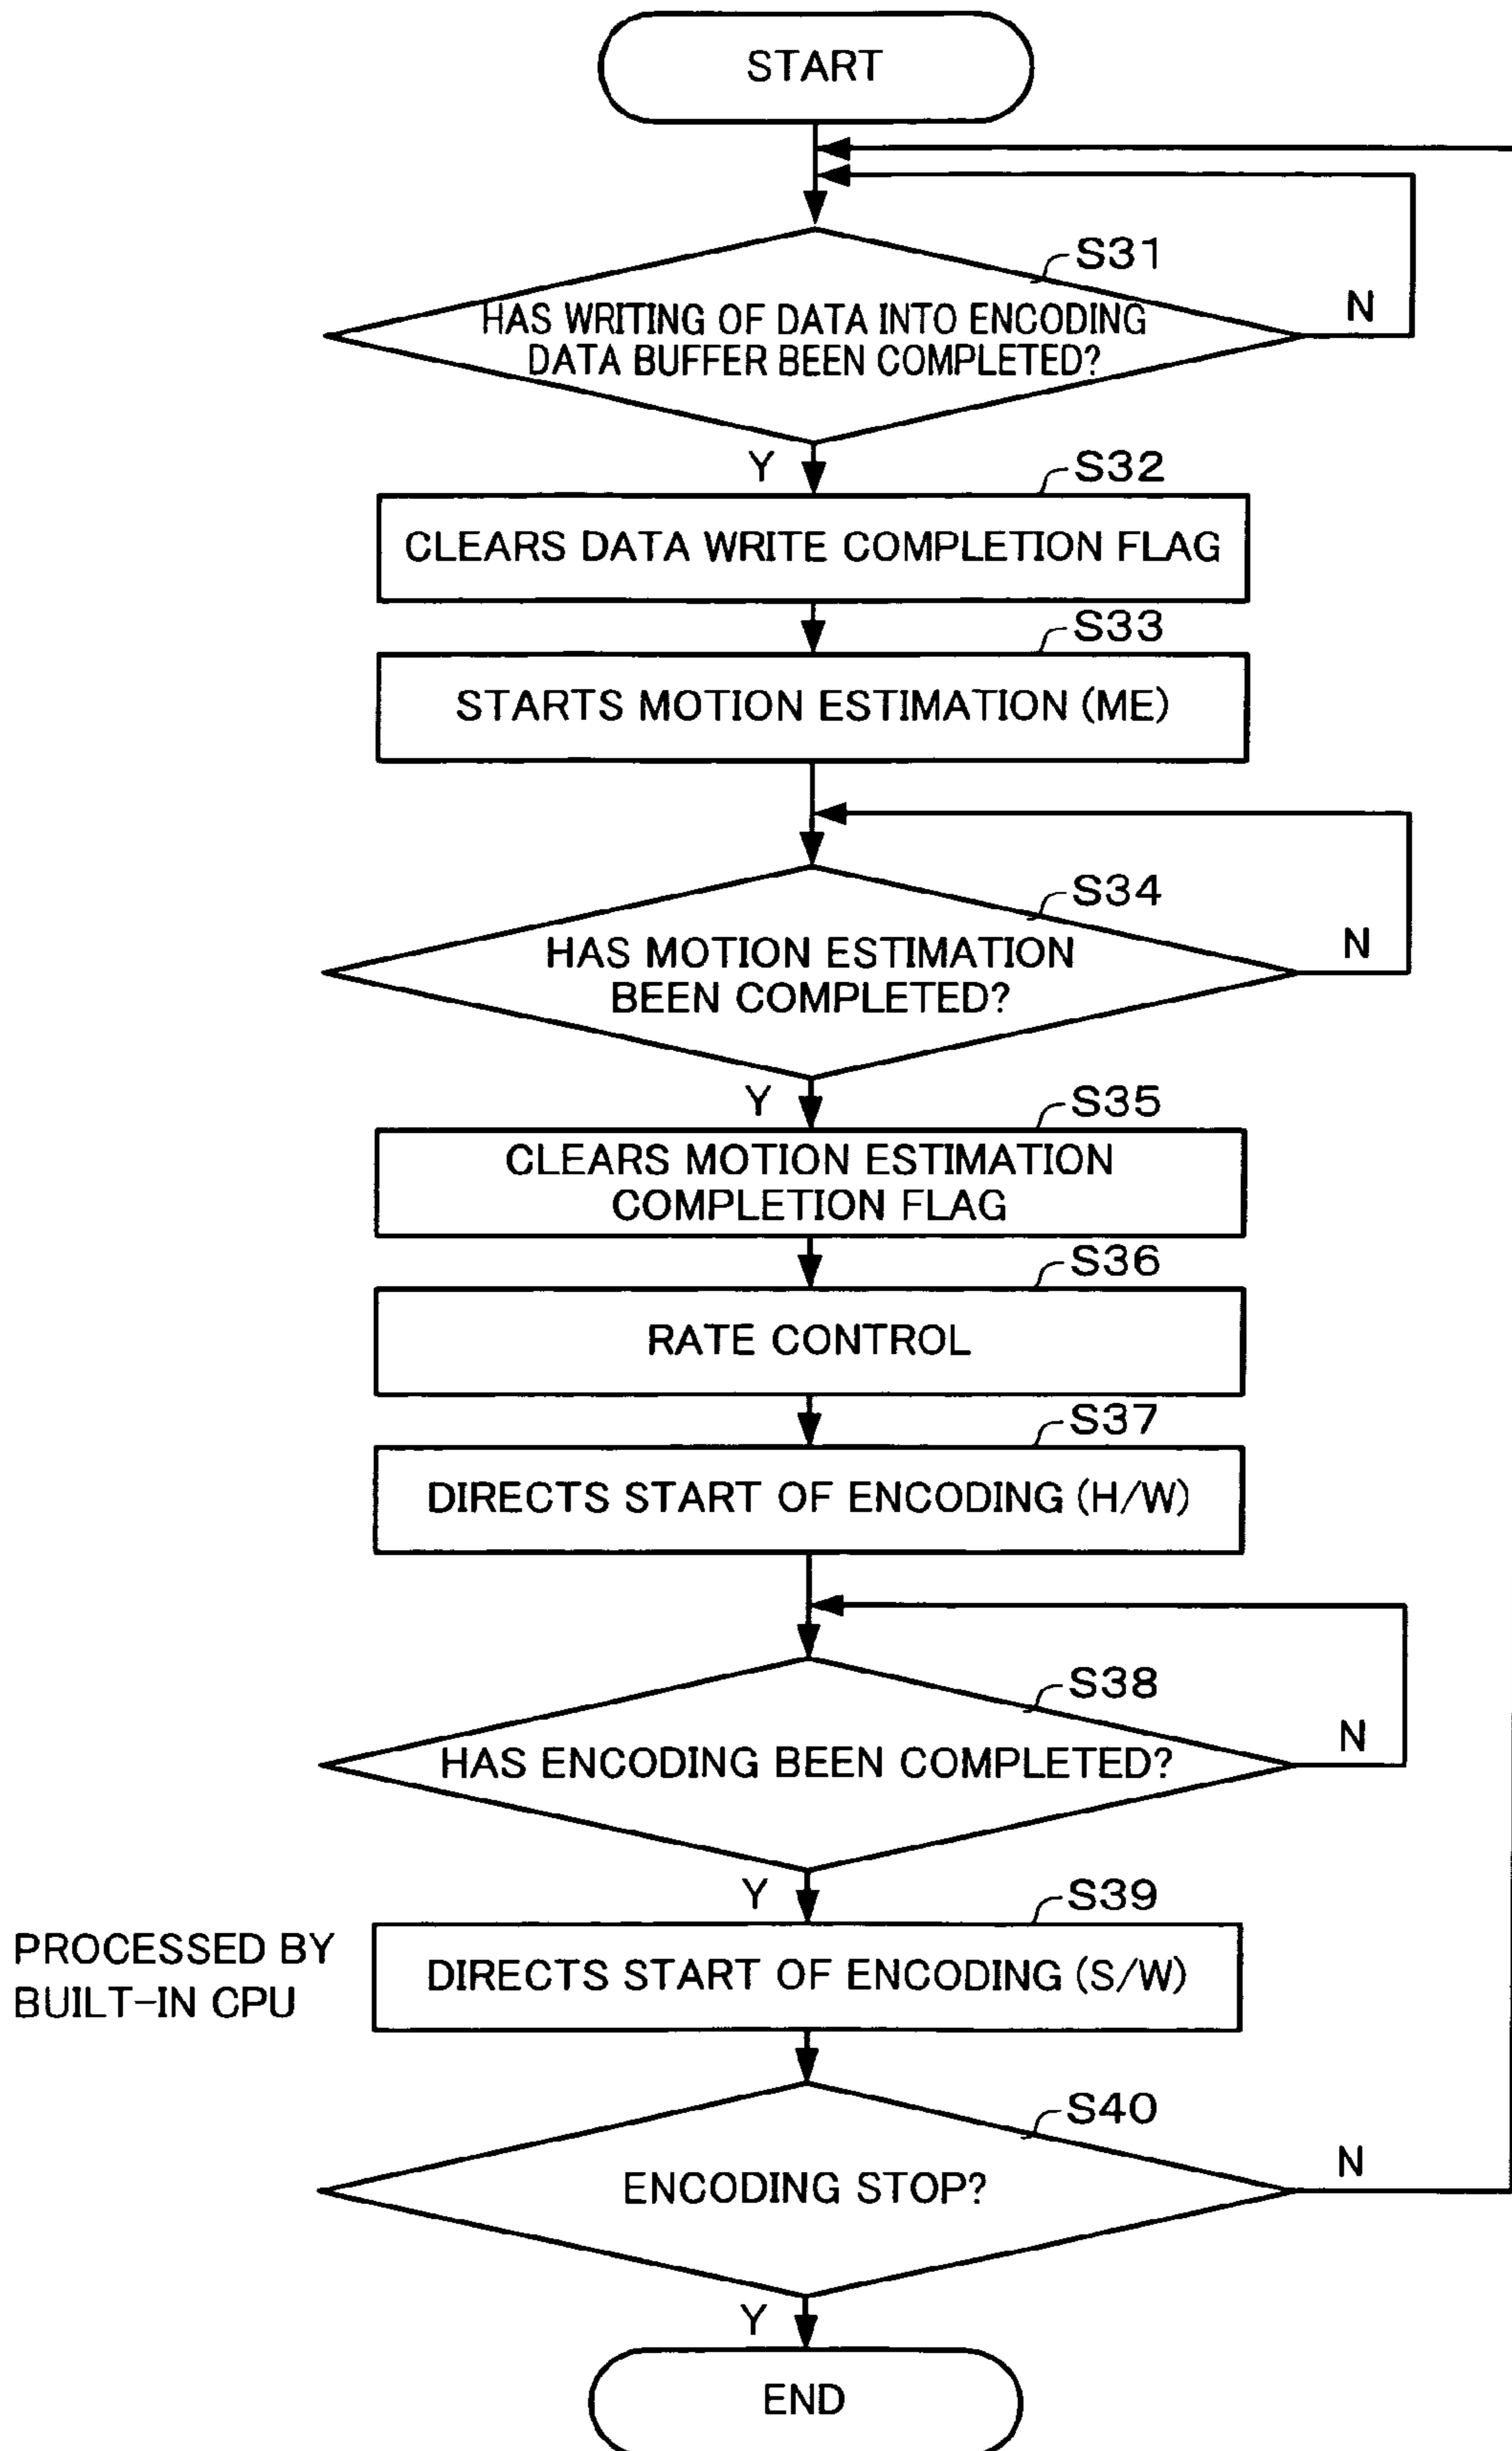 START
S31
HAS WRITING OF DATA INTO ENCODING
DATA BUFFER BEEN COMPLETED?
N
Y
S32
CLEARS DATA WRITE COMPLETION FLAG
S33
STARTS MOTION ESTIMATION (ME)
S34
HAS MOTION ESTIMATION
BEEN COMPLETED?
N
Y
S35
CLEARS MOTION ESTIMATION
COMPLETION FLAG
S36
RATE CONTROL
S37
DIRECTS START OF ENCODING (H/W)
S38
HAS ENCODING BEEN COMPLETED?
N
Y
S39
PROCESSED BY
BUILT-IN CPU
DIRECTS START OF ENCODING (S/W)
S40
ENCODING STOP?
N
Y
END